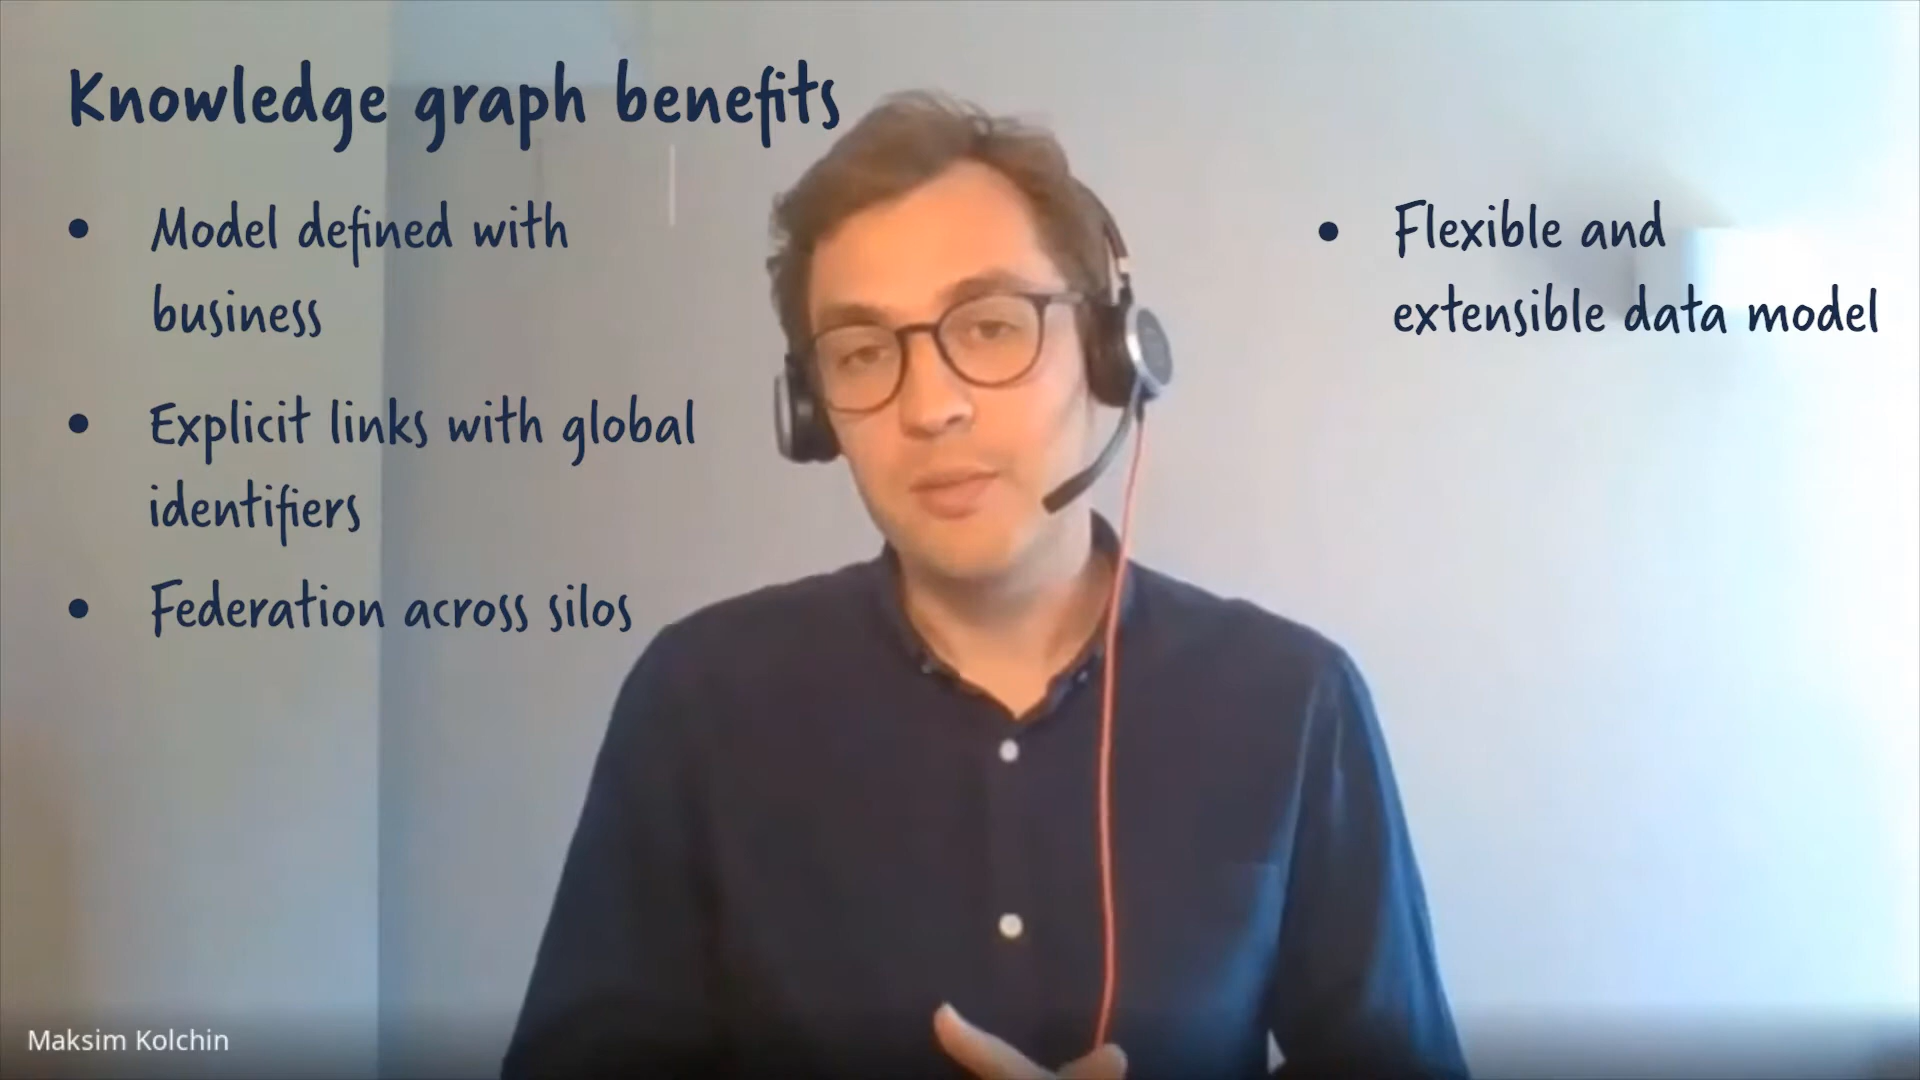 Knowledge graph benefits
• Model defined with
business
• Explicit links with global
identifiers
• Federation across silos
• Flexible and
extensible data model
Maksim Kolchin